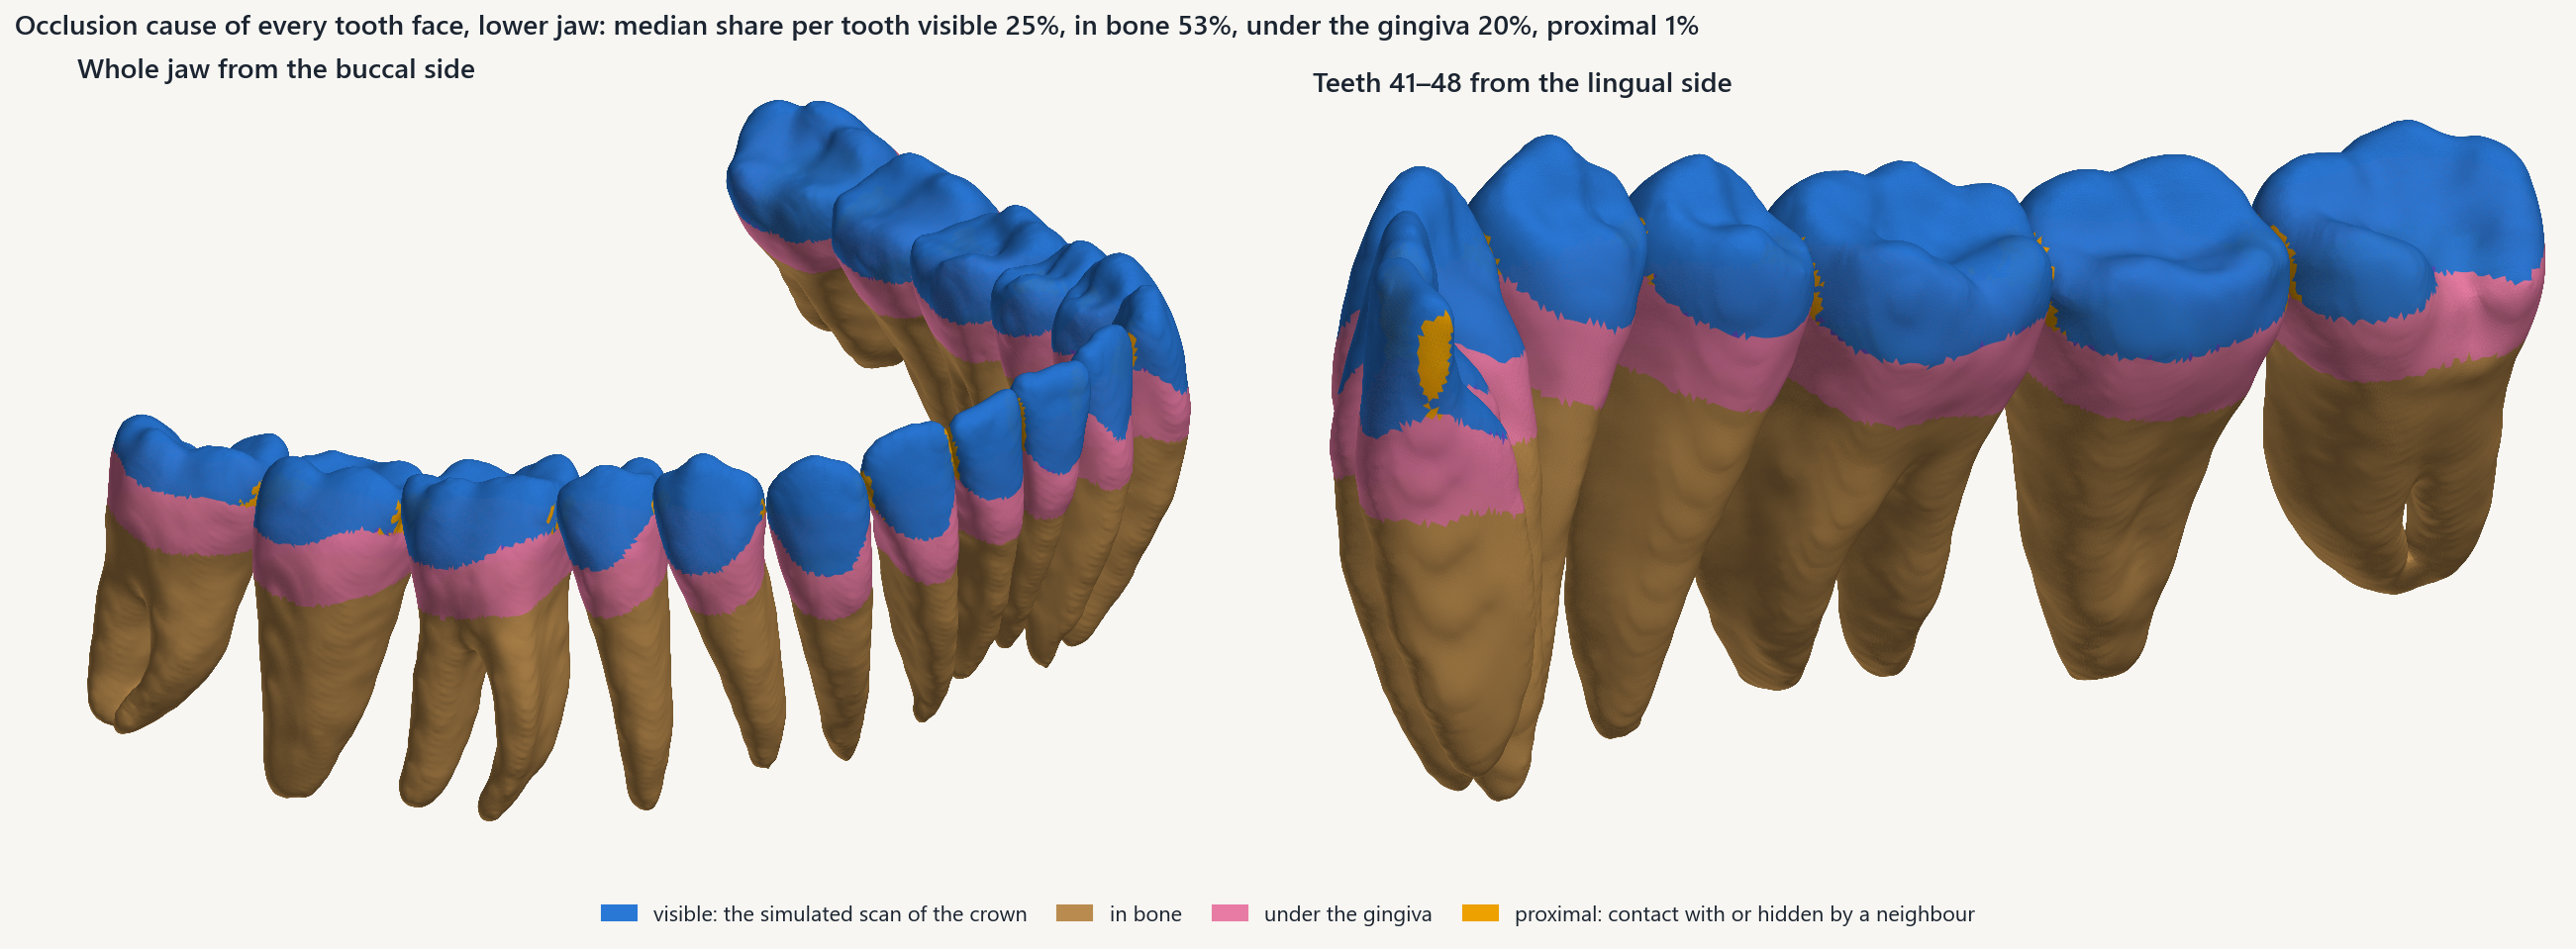 Occlusion cause of every tooth face, lower jaw: median share per tooth visible 25%, in bone 53%, under the gingiva 20%, proximal 1%
Whole jaw from the buccal side
Teeth 41–48 from the lingual side
visible: the simulated scan of the crown
in bone
under the gingiva
proximal: contact with or hidden by a neighbour